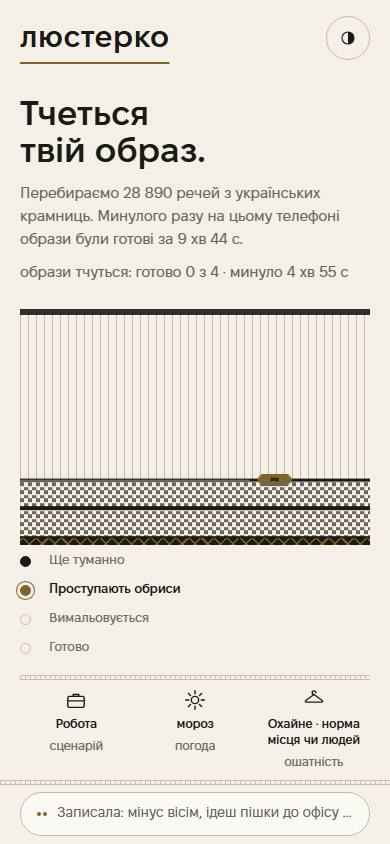 люстерко
Тчеться
твій образ.
Перебираємо 28 890 речей з українських
крамниць. Минулого разу на цьому телефоні
образи були готові за 9 хв 44 с.
образи тчуться: готово 0 з 4 · минуло 4 хв 55 с
Ще туманно
Проступають обриси
Вимальовується
Готово
Робота
сценарій
мороз
погода
Охайне · норма
місця чи людей
ошатність
Записала: мінус вісім, ідеш пішки до офісу ...